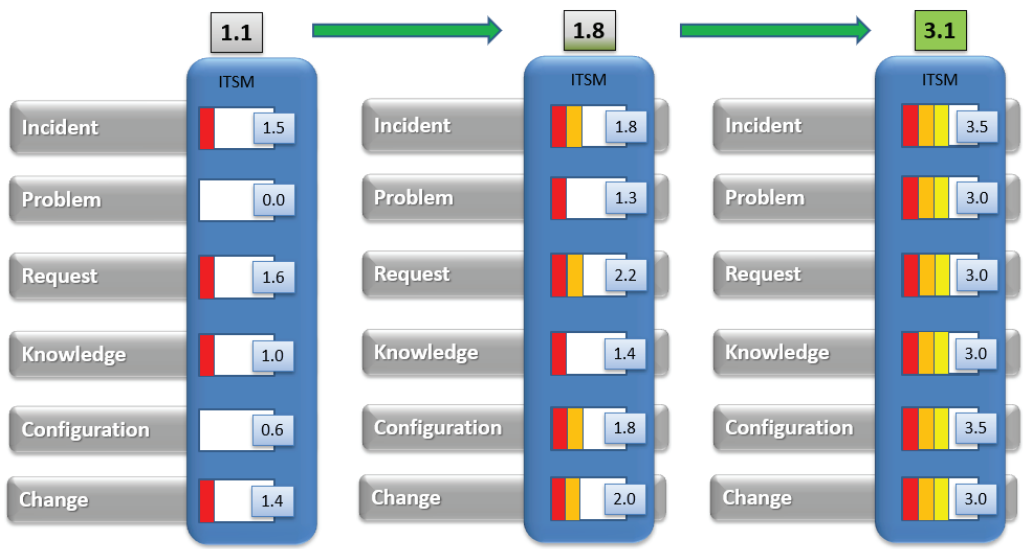 1.1
1.8
3.1
ITSM
Incident 1.5
Problem 0.0
Request 1.6
Knowledge 1.0
Configuration 0.6
Change 1.4
ITSM
Incident 1.8
Problem 1.3
Request 2.2
Knowledge 1.4
Configuration 1.8
Change 2.0
ITSM
Incident 3.5
Problem 3.0
Request 3.0
Knowledge 3.0
Configuration 3.5
Change 3.0